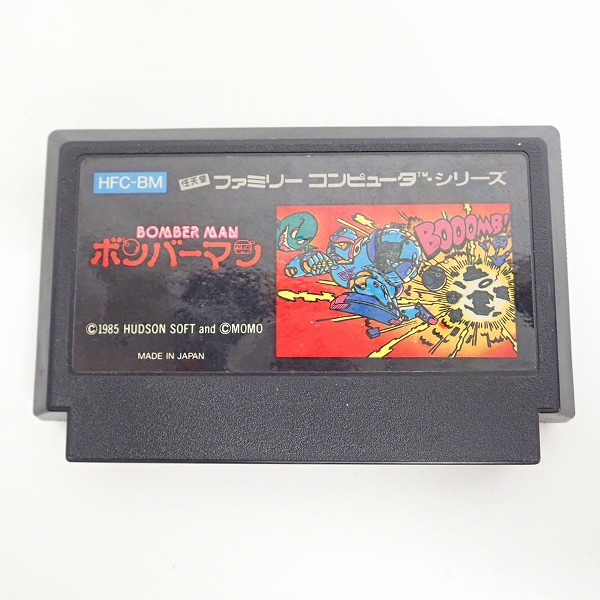 HFC-BM
任天堂 ファミリー コンピュータ™・シリーズ
BOMBER MAN
ボンバーマン
BOOOMB!
©1985 HUDSON SOFT and ©MOMO
MADE IN JAPAN